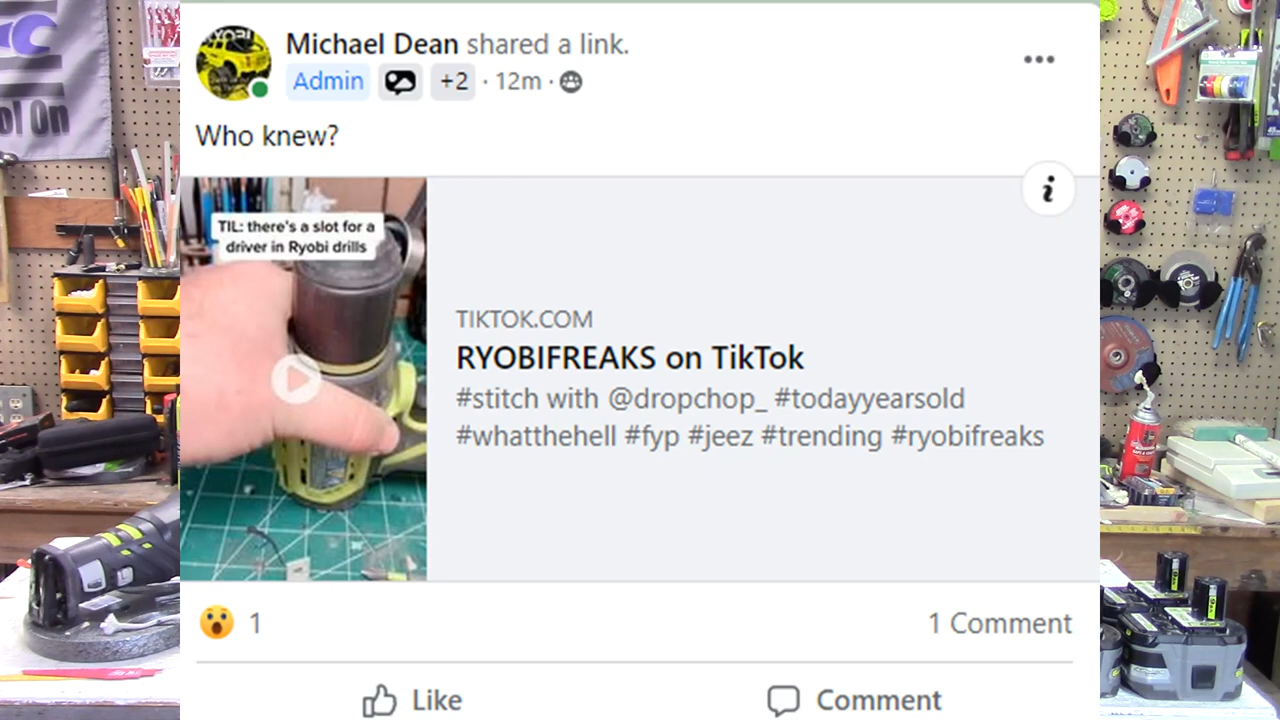 Michael Dean shared a link.
Admin +2 · 12m ·
Who knew?
TIL: there's a slot for a
driver in Ryobi drills
TIKTOK.COM
RYOBIFREAKS on TikTok
#stitch with @dropchop_ #todayyearsold
#whatthehell #fyp #jeez #trending #ryobifreaks
1
1 Comment
Like
Comment
ol On